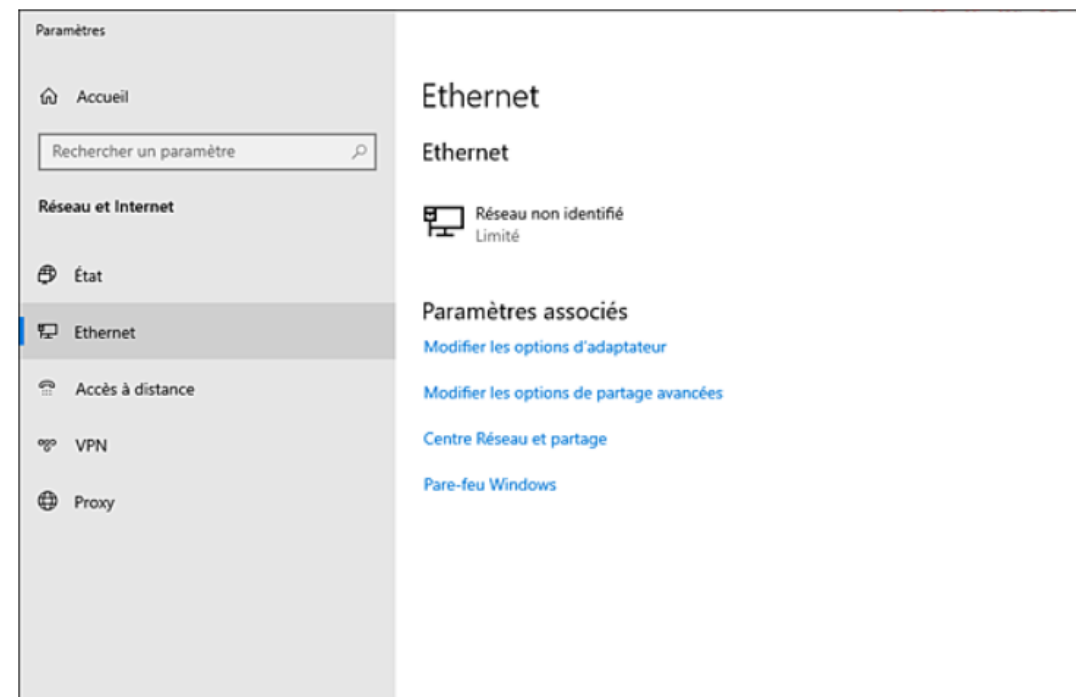 Paramètres
Accueil
Rechercher un paramètre
Réseau et Internet
État
Ethernet
Accès à distance
VPN
Proxy
Ethernet
Ethernet
Réseau non identifié
Limité
Paramètres associés
Modifier les options d'adaptateur
Modifier les options de partage avancées
Centre Réseau et partage
Pare-feu Windows